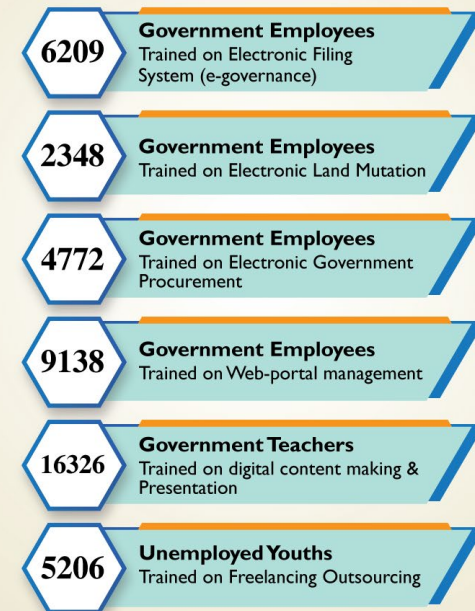 6209
Government Employees
Trained on Electronic Filing
System (e-governance)
2348
Government Employees
Trained on Electronic Land Mutation
4772
Government Employees
Trained on Electronic Government
Procurement
9138
Government Employees
Trained on Web-portal management
16326
Government Teachers
Trained on digital content making &
Presentation
5206
Unemployed Youths
Trained on Freelancing Outsourcing